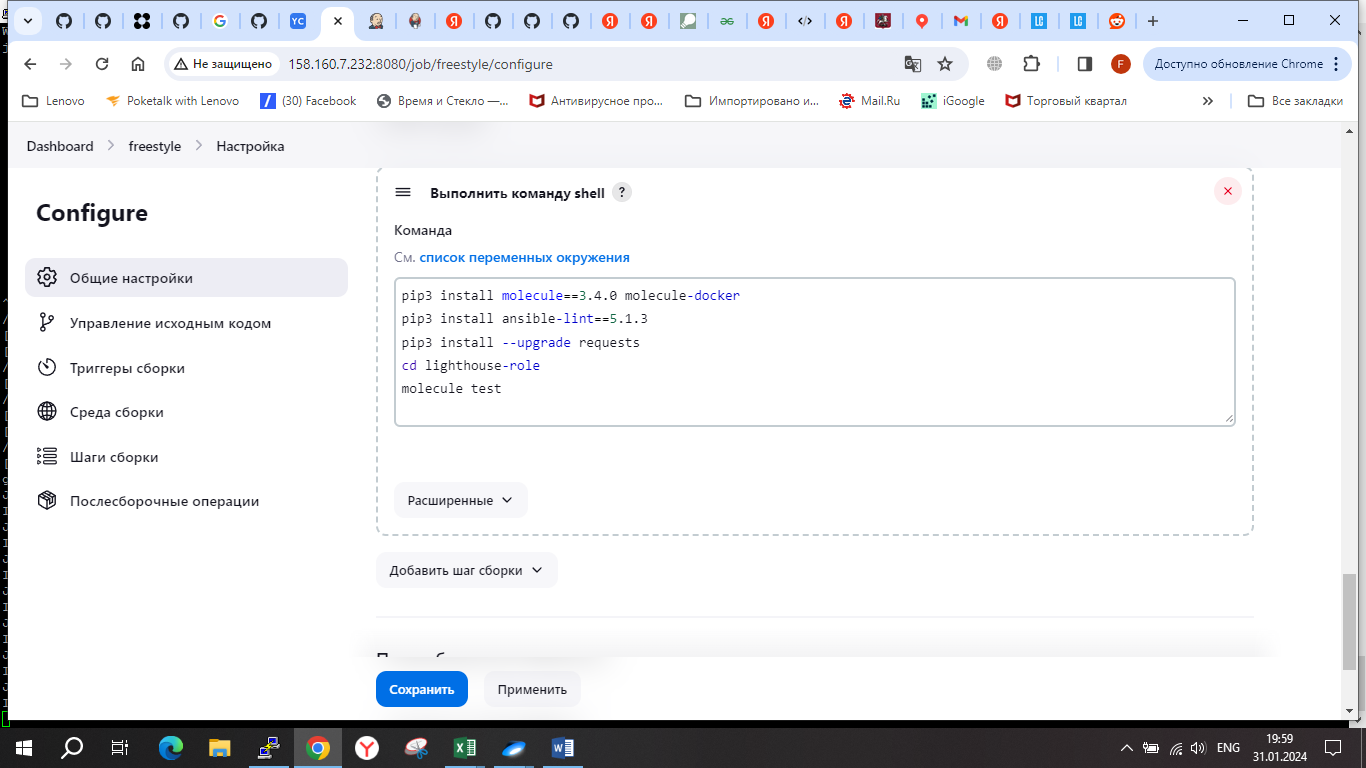 Не защищено
158.160.7.232:8080/job/freestyle/configure
Доступно обновление Chrome
Lenovo
Poketalk with Lenovo
(30) Facebook
Время и Стекло —...
Антивирусное про...
Импортировано и...
Mail.Ru
iGoogle
Торговый квартал
»
Все закладки
Dashboard > freestyle > Настройка
Configure
Общие настройки
Управление исходным кодом
Триггеры сборки
Среда сборки
Шаги сборки
Послесборочные операции
Выполнить команду shell ?
Команда
См. список переменных окружения
pip3 install molecule==3.4.0 molecule-docker
pip3 install ansible-lint==5.1.3
pip3 install --upgrade requests
cd lighthouse-role
molecule test
Расширенные
Добавить шаг сборки
Сохранить
Применить
ENG
19:59
31.01.2024